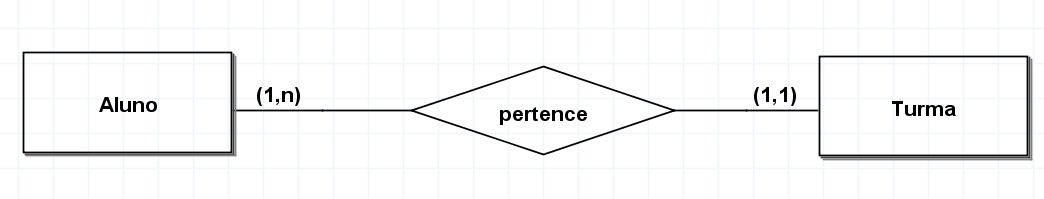 Aluno
(1,n)
pertence
(1,1)
Turma